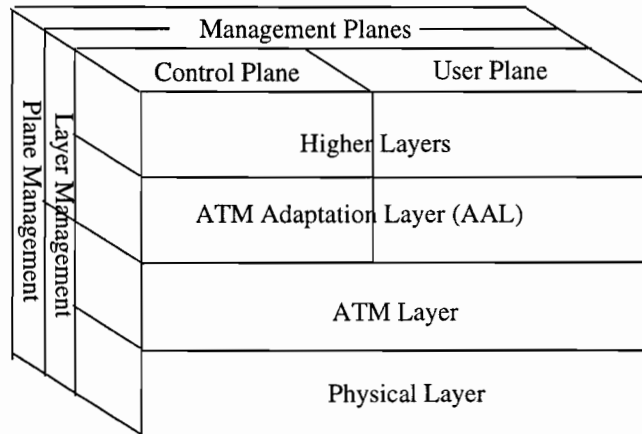 Management Planes
Control Plane
User Plane
Plane Management
Layer Management
Higher Layers
ATM Adaptation Layer (AAL)
ATM Layer
Physical Layer